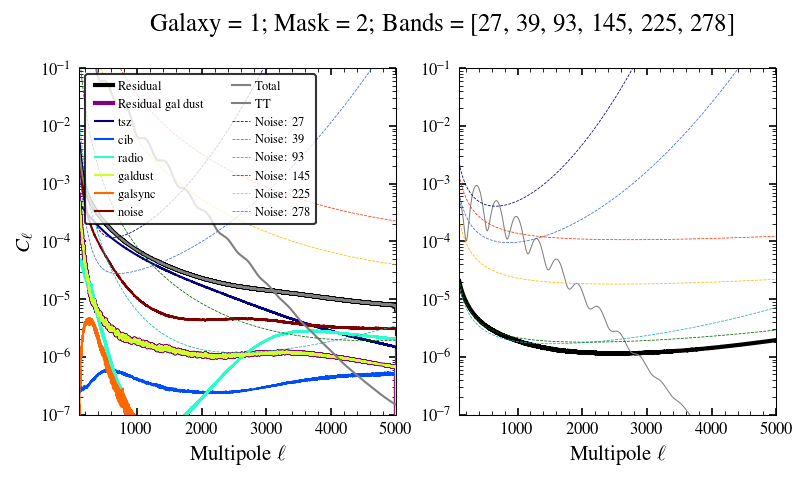 Galaxy = 1; Mask = 2; Bands = [27, 39, 93, 145, 225, 278]
10⁻¹
10⁻²
10⁻³
10⁻⁴
10⁻⁵
10⁻⁶
10⁻⁷
C_ℓ
Residual
Residual gal dust
tsz
cib
radio
galdust
galsync
noise
Total
TT
Noise: 27
Noise: 39
Noise: 93
Noise: 145
Noise: 225
Noise: 278
1000 2000 3000 4000 5000
Multipole ℓ
10⁻¹
10⁻²
10⁻³
10⁻⁴
10⁻⁵
10⁻⁶
10⁻⁷
1000 2000 3000 4000 5000
Multipole ℓ